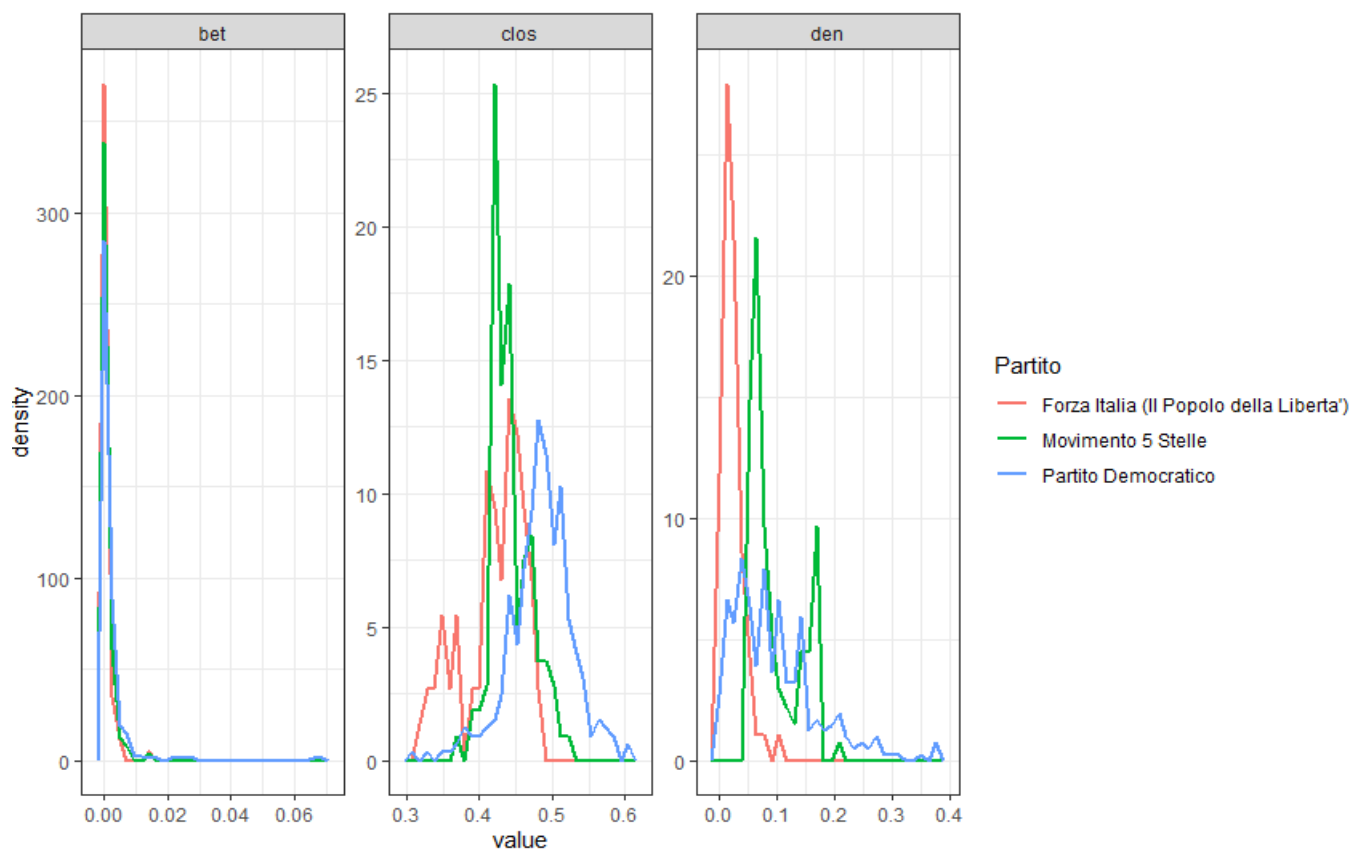 bet
clos
den
density
300
200
100
0
25
20
15
10
5
0
20
10
0
0.00 0.02 0.04 0.06
0.3 0.4 0.5 0.6
0.0 0.1 0.2 0.3 0.4
value
Partito
Forza Italia (Il Popolo della Liberta')
Movimento 5 Stelle
Partito Democratico